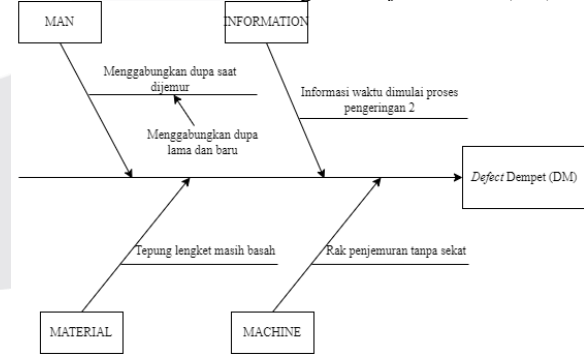 MAN
INFORMATION
Menggabungkan dupa saat
dijemur
Informasi waktu dimulai proses
pengeringan 2
Menggabungkan dupa
lama dan baru
Defect Dempet (DM)
Tepung lengket masih basah
Rak penjemuran tanpa sekat
MATERIAL
MACHINE